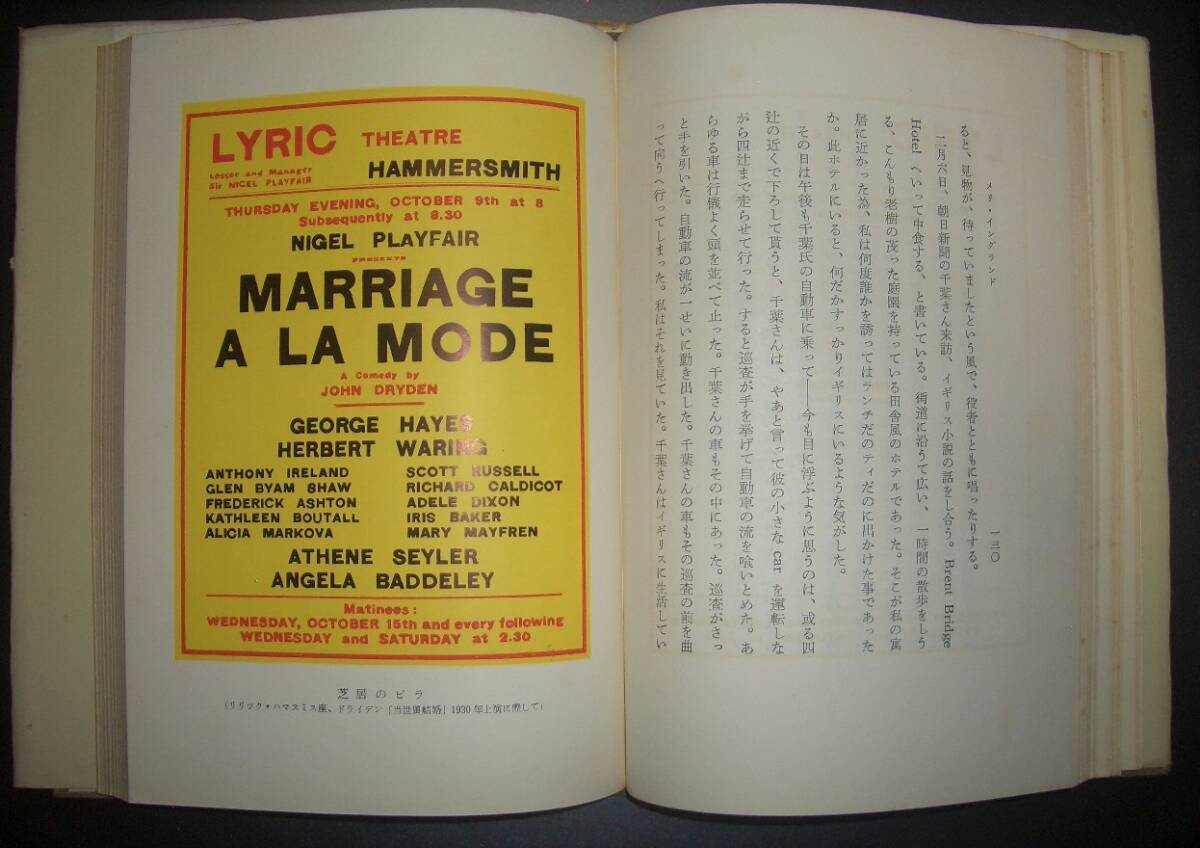 LYRIC THEATRE
Lessee and Manager
Sir NIGEL PLAYFAIR
HAMMERSMITH
THURSDAY EVENING, OCTOBER 9th at 8
Subsequently at 8.30
NIGEL PLAYFAIR
PRESENTS
MARRIAGE
A LA MODE
A Comedy by
JOHN DRYDEN
GEORGE HAYES
HERBERT WARING
ANTHONY IRELAND SCOTT RUSSELL
GLEN BYAM SHAW RICHARD CALDICOT
FREDERICK ASHTON ADELE DIXON
KATHLEEN BOUTALL IRIS BAKER
ALICIA MARKOVA MARY MAYFREN
ATHENE SEYLER
ANGELA BADDELEY
Matinees:
WEDNESDAY, OCTOBER 15th and every following
WEDNESDAY and SATURDAY at 2.30
芝居のビラ
(リリック・ハマスミス座、ドライデン「当世風結婚」1930年上演に際して)
メリ・イングランド
一三〇
ると、見物が、待っていましたという風で、役者とともに唱ったりする。
二月六日、朝日新聞の千葉さん来訪、イギリス小説の話をし合う。Brent Bridge
Hotel へいって中食する、と書いている。街道に沿うて広い、一時間の散歩をしう
る、こんもり老樹の茂った庭園を持っている田舎風のホテルであった。そこが私の寓
居に近かった為、私は何度誰かを誘ってはランチだのティだのに出かけた事であった
か。此ホテルにいると、何だかすっかりイギリスにいるような気がした。
その日は午後も千葉氏の自動車に乗って――今も目に浮ぶように思うのは、或る四
辻の近くで下ろして貰うと、千葉さんは、やあと言って彼の小さな car を運転しな
がら四辻まで走らせて行った。すると巡査が手を挙げて自動車の流を喰いとめた。あ
らゆる車は行儀よく頭を並べて止った。千葉さんの車もその中にあった。巡査がさっ
と手を引いた。自動車の流が一せいに動き出した。千葉さんの車もその巡査の前を曲
って向うへ行ってしまった。私はそれを見ていた。千葉さんはイギリスに生活してい